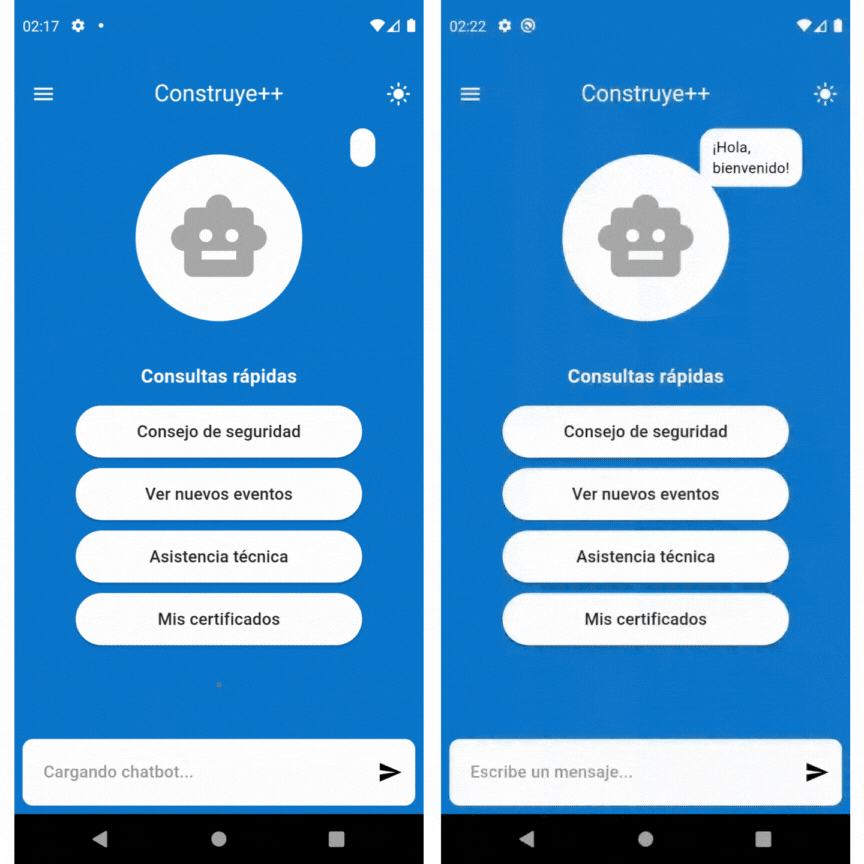 02:17
Construye++
Consultas rápidas
Consejo de seguridad
Ver nuevos eventos
Asistencia técnica
Mis certificados
Cargando chatbot...
02:22
Construye++
¡Hola,
bienvenido!
Consultas rápidas
Consejo de seguridad
Ver nuevos eventos
Asistencia técnica
Mis certificados
Escribe un mensaje...